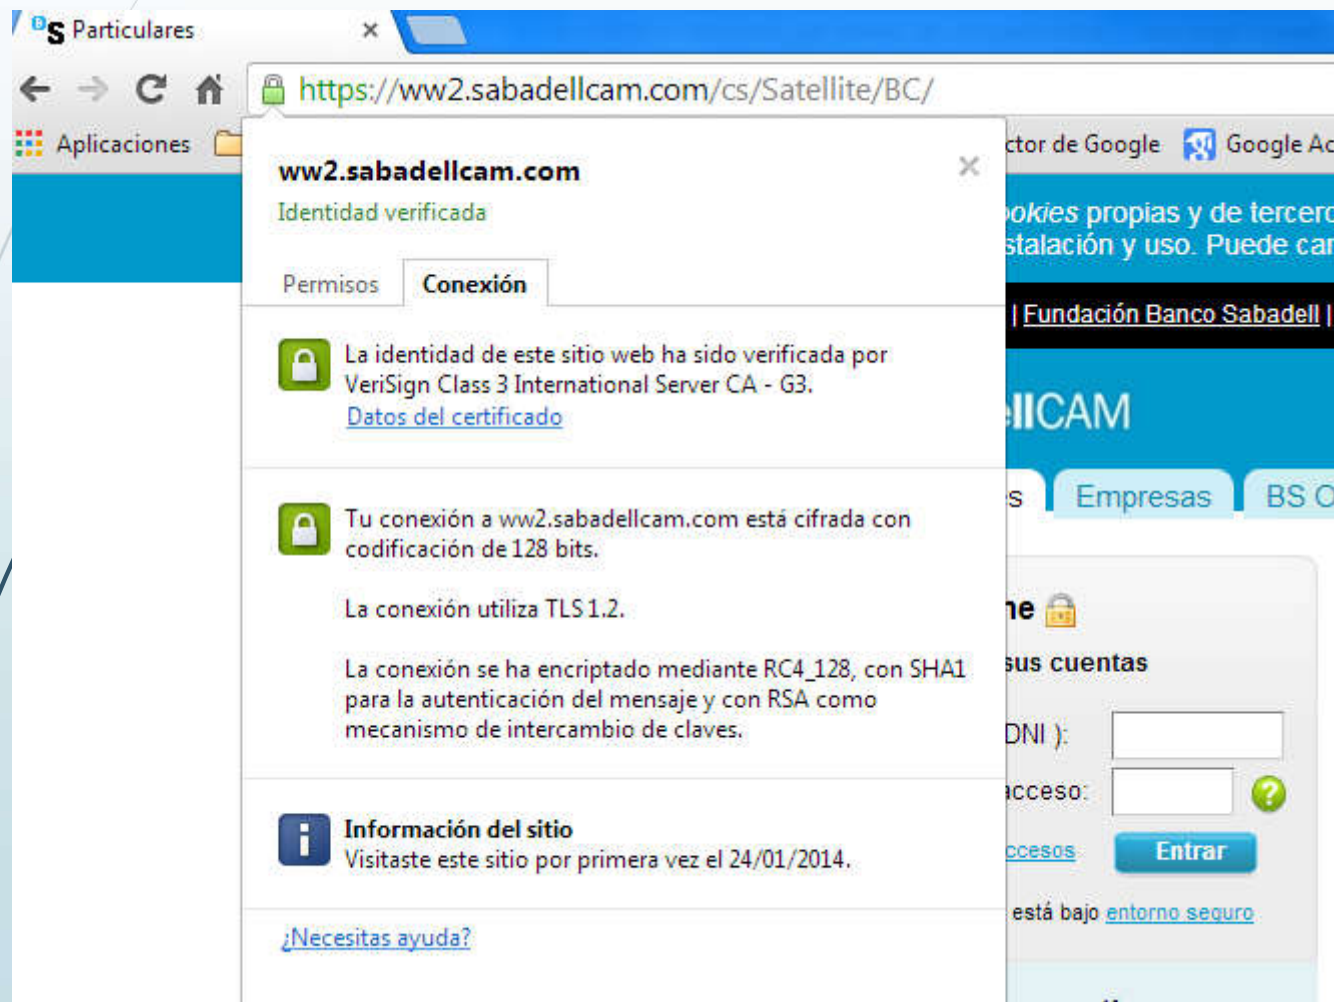 Particulares
https://ww2.sabadellcam.com/cs/Satellite/BC/
Aplicaciones
ctor de Google
Google Ac
ww2.sabadellcam.com
Identidad verificada
Permisos
Conexión
La identidad de este sitio web ha sido verificada por
VeriSign Class 3 International Server CA - G3.
Datos del certificado
Tu conexión a ww2.sabadellcam.com está cifrada con
codificación de 128 bits.
La conexión utiliza TLS 1.2.
La conexión se ha encriptado mediante RC4_128, con SHA1
para la autenticación del mensaje y con RSA como
mecanismo de intercambio de claves.
Información del sitio
Visitaste este sitio por primera vez el 24/01/2014.
¿Necesitas ayuda?
ookies propias y de tercero
stalación y uso. Puede car
| Fundación Banco Sabadell |
llCAM
s
Empresas
BS O
ne
sus cuentas
DNI ):
acceso:
ccesos
Entrar
está bajo entorno seguro